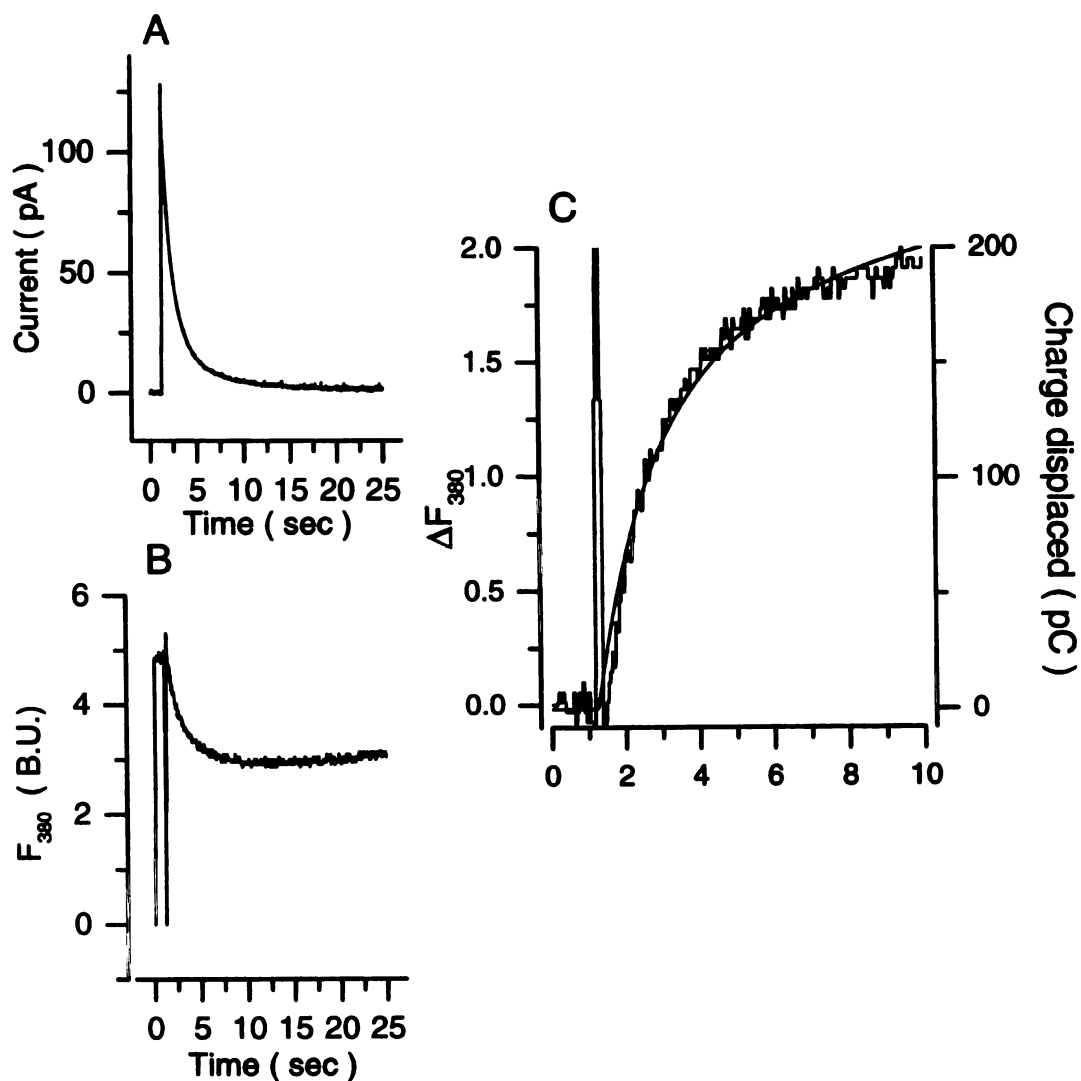 A
Current ( pA )
100
50
0
0 5 10 15 20 25
Time ( sec )
B
F380 ( B.U. )
6
4
2
0
0 5 10 15 20 25
Time ( sec )
C
ΔF380
2.0
1.5
1.0
0.5
0.0
0 2 4 6 8 10
200
100
0
Charge displaced ( pC )